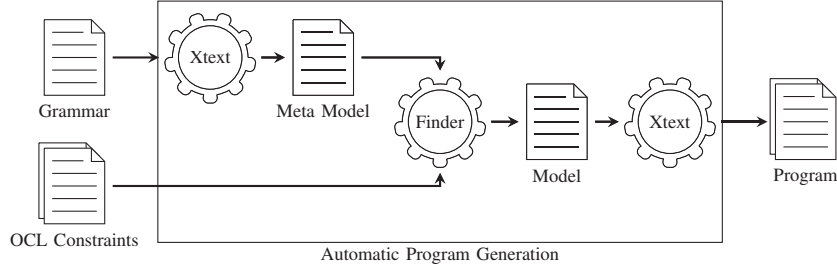 Xtext
Grammar
Meta Model
Finder
Xtext
OCL Constraints
Model
Program
Automatic Program Generation